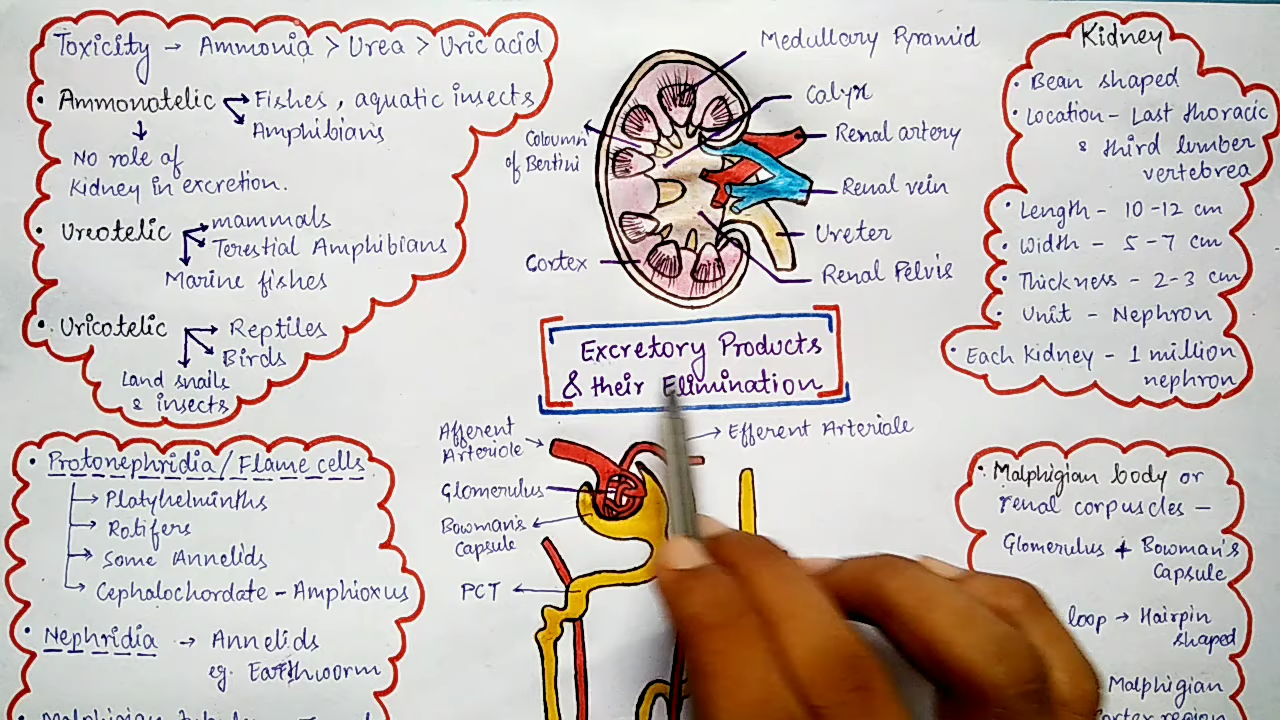 Toxicity → Ammonia > Urea > Uric acid
• Ammonotelic → Fishes, aquatic insects
→ Amphibians
↓
No role of
Kidney in excretion.
• Ureotelic → mammals
→ Terestial Amphibians
→ Marine fishes
• Uricotelic → Reptiles
→ Birds
Land snails
& insects
• Protonephridia / Flame cells
→ Platyhelminths
→ Rotifers
→ Some Annelids
→ Cephalochordate - Amphioxus
• Nephridia → Annelids
eg. Earthworm
Medullary Pyramid
Calyx
Coloumn
of Bertini
Renal artery
Renal vein
Ureter
Cortex
Renal Pelvis
Excretory Products
& their Elimination
Afferent
Arteriole
→ Efferent Arteriole
Glomerulus
Bowman's
Capsule
PCT
Kidney
• Bean shaped
• Location - Last thoracic
& third lumber
vertebrea
• Length - 10-12 cm
• Width - 5-7 cm
• Thickness - 2-3 cm
• Unit - Nephron
• Each Kidney - 1 million
nephron
• Malphigian body or
renal corpuscles -
Glomerulus + Bowman's
Capsule
loop → Hairpin
shaped
Malphigian
region